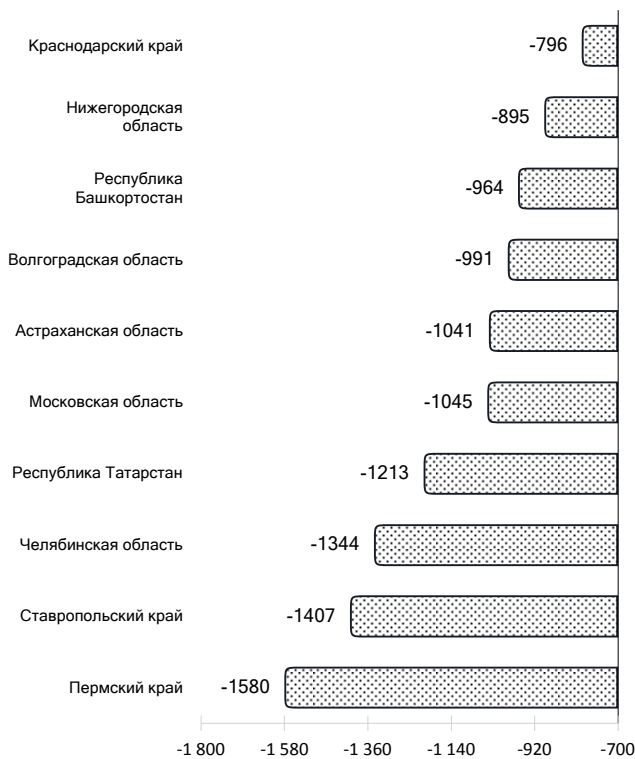 Краснодарский край
-796
Нижегородская
область
-895
Республика
Башкортостан
-964
Волгоградская область
-991
Астраханская область
-1041
Московская область
-1045
Республика Татарстан
-1213
Челябинская область
-1344
Ставропольский край
-1407
Пермский край
-1580
-1 800 -1 580 -1 360 -1 140 -920 -700